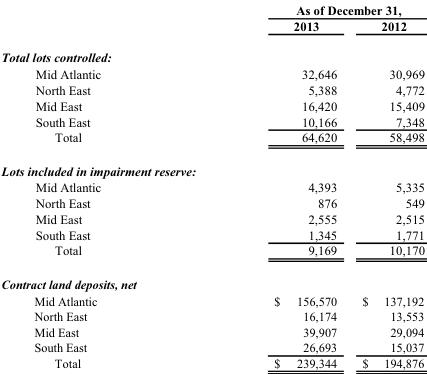 As of December 31,
2013 2012
Total lots controlled:
Mid Atlantic 32,646 30,969
North East 5,388 4,772
Mid East 16,420 15,409
South East 10,166 7,348
Total 64,620 58,498
Lots included in impairment reserve:
Mid Atlantic 4,393 5,335
North East 876 549
Mid East 2,555 2,515
South East 1,345 1,771
Total 9,169 10,170
Contract land deposits, net
Mid Atlantic $ 156,570 $ 137,192
North East 16,174 13,553
Mid East 39,907 29,094
South East 26,693 15,037
Total $ 239,344 $ 194,876